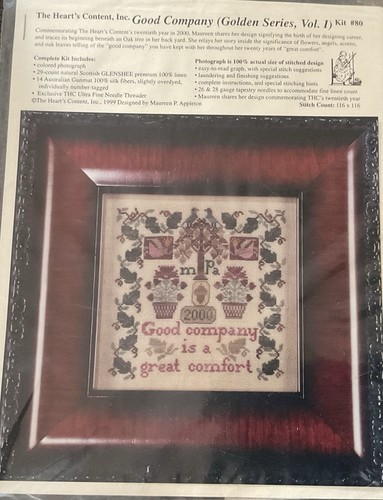 The Heart's Content, Inc. Good Company (Golden Series, Vol. I) Kit #80
Commemorating The Heart's Content's twentieth year in 2000, Maureen shares her design signifying the birth of her designing career,
and traces its beginning beneath an Oak tree in her back yard. She relays her story inside the significance of flowers, angels, acorns,
and oak leaves telling of the "good company" you have kept with her throughout her twenty years of "great comfort".
Complete Kit Includes:
• colored photograph
• 29-count natural Scottish GLENSHEE premium 100% linen
• 14 Australian Gumnut 100% silk fibers, slightly overdyed,
individually number-tagged
• Exclusive THC Ultra Fine Needle Threader
©The Heart's Content, Inc., 1999 Designed by Maureen P. Appleton
Photograph is 100% actual size of stitched design
• easy-to-read graph, with special stitch suggestions
• laundering and finishing suggestions
• complete instructions, and special stitching hints
• 26 & 28 gauge tapestry needles to accommodate fine linen count
• Maureen shares her design commemorating THC's twentieth year
Stitch Count: 116 x 116
m P a
2000
Good company
is a
great comfort